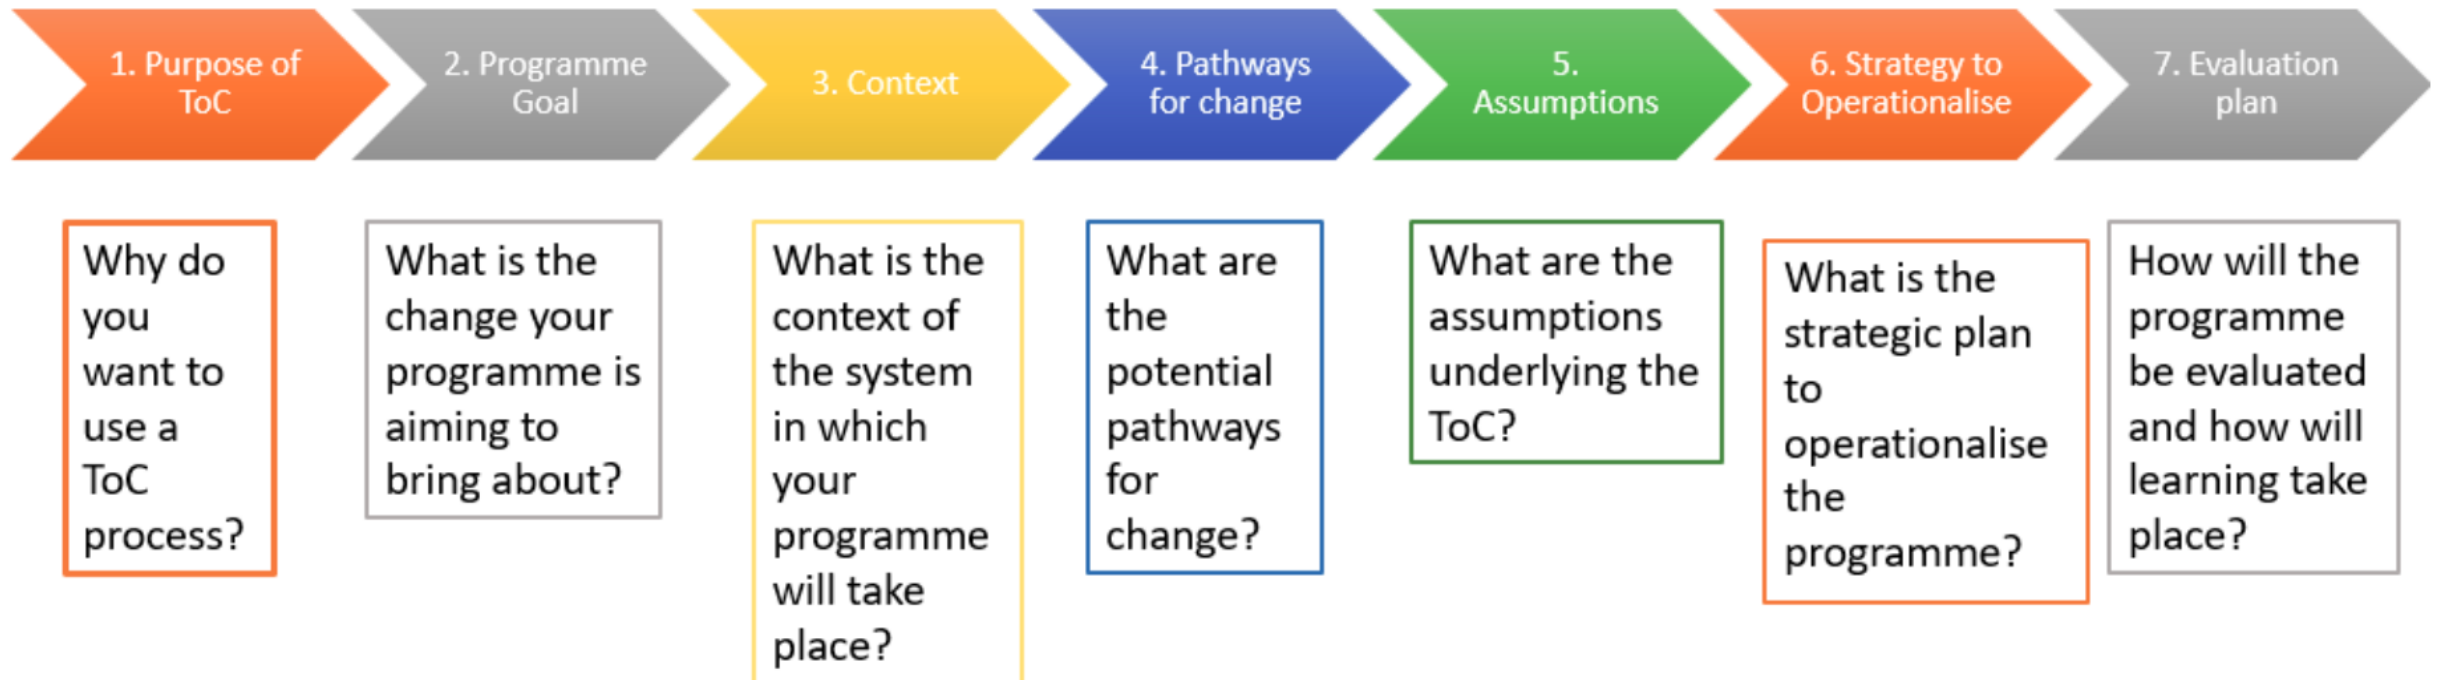 1. Purpose of
ToC
2. Programme
Goal
3. Context
4. Pathways
for change
5.
Assumptions
6. Strategy to
Operationalise
7. Evaluation
plan
Why do
you
want to
use a
ToC
process?
What is the
change your
programme is
aiming to
bring about?
What is the
context of
the system
in which
your
programme
will take
place?
What are
the
potential
pathways
for
change?
What are the
assumptions
underlying the
ToC?
What is the
strategic plan
to
operationalise
the
programme?
How will the
programme
be evaluated
and how will
learning take
place?